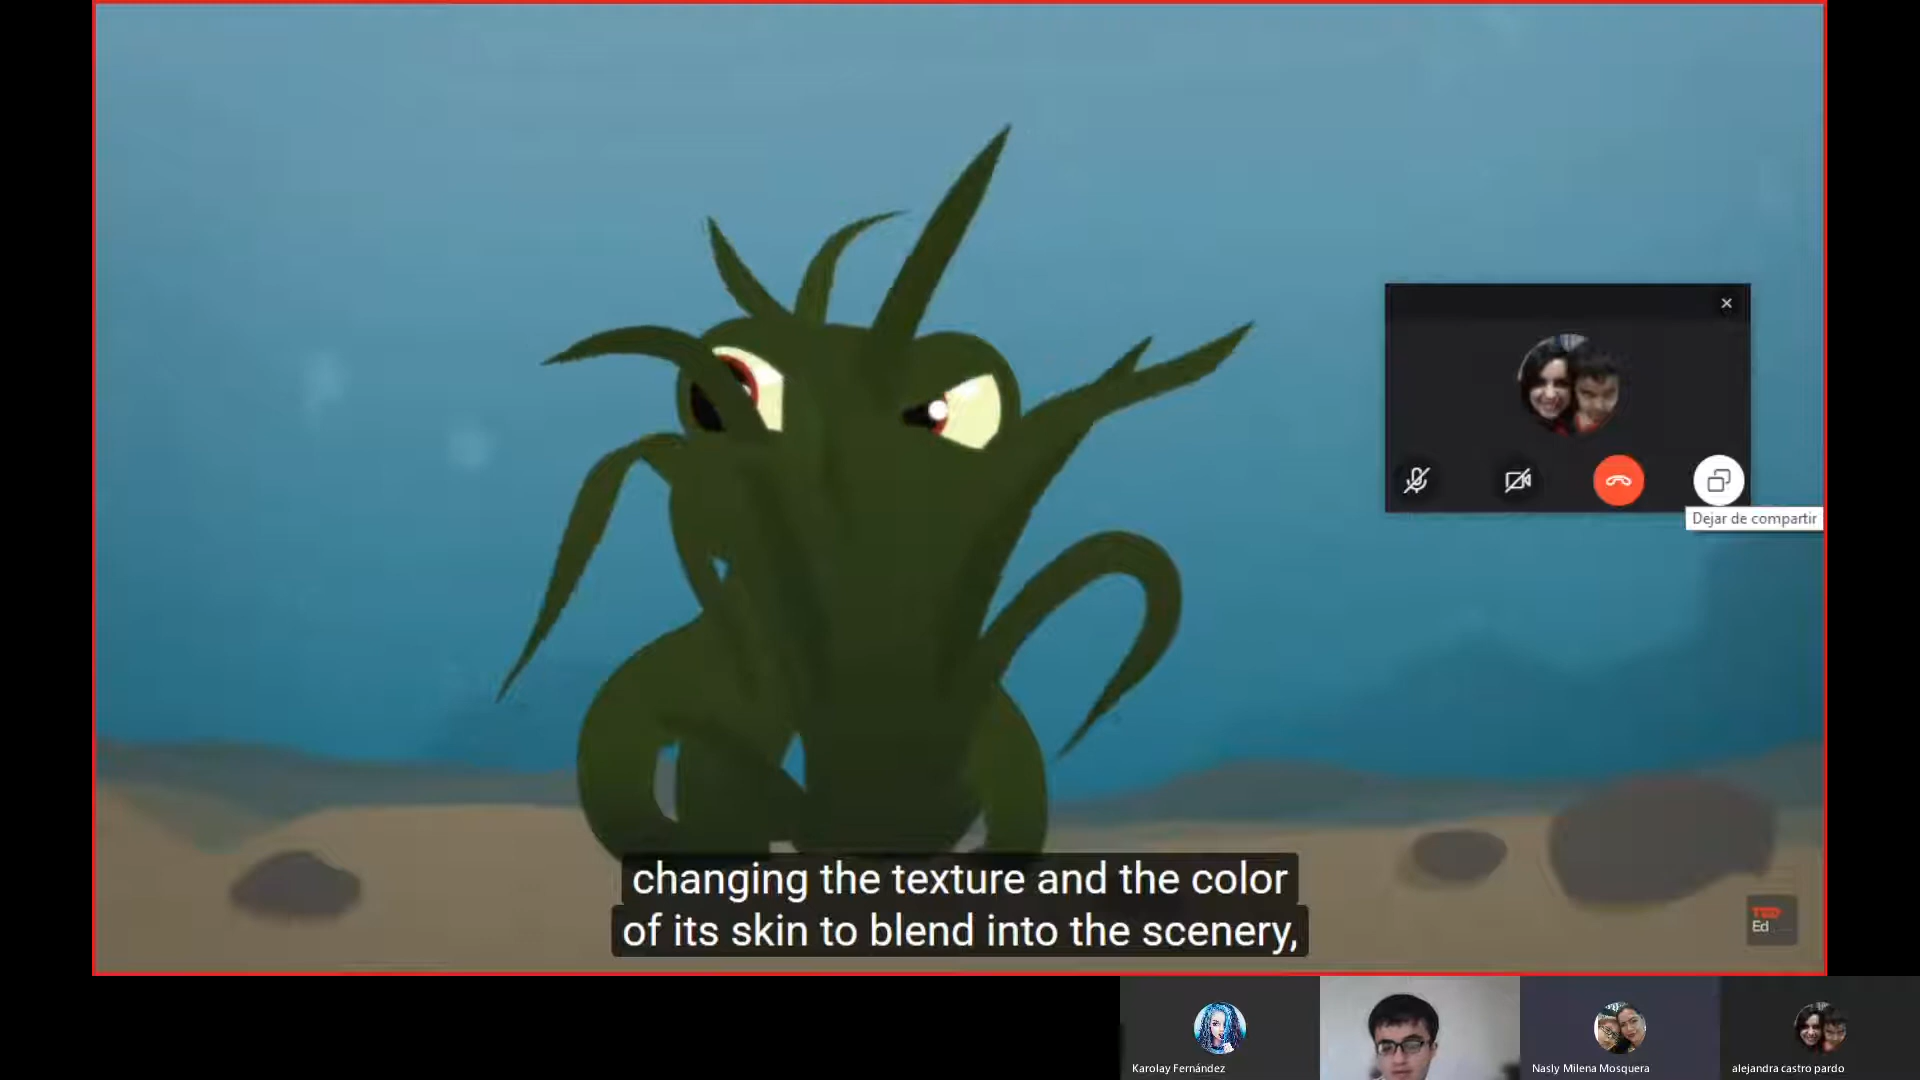 Dejar de compartir
changing the texture and the color
of its skin to blend into the scenery,
TED
Ed
Karolay Fernández
Nasly Milena Mosquera
alejandra castro pardo